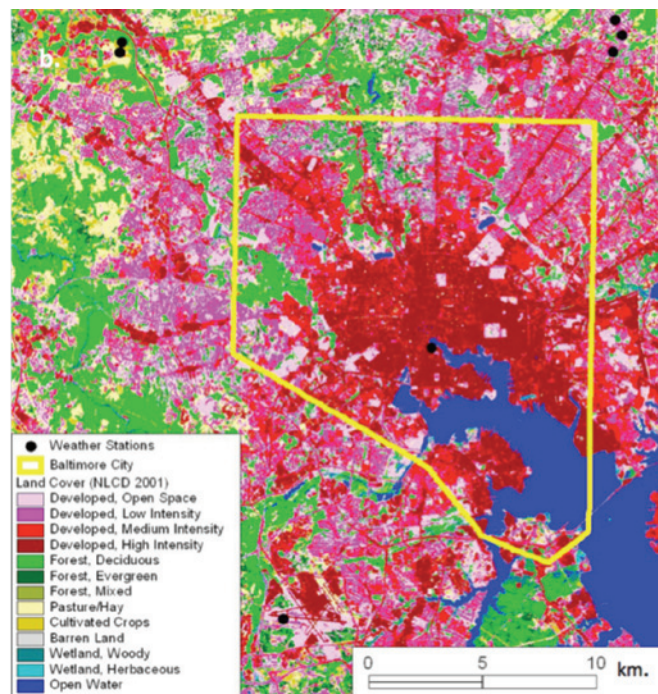 b.
Weather Stations
Baltimore City
Land Cover (NLCD 2001)
Developed, Open Space
Developed, Low Intensity
Developed, Medium Intensity
Developed, High Intensity
Forest, Deciduous
Forest, Evergreen
Forest, Mixed
Pasture/Hay
Cultivated Crops
Barren Land
Wetland, Woody
Wetland, Herbaceous
Open Water
0 5 10 km.